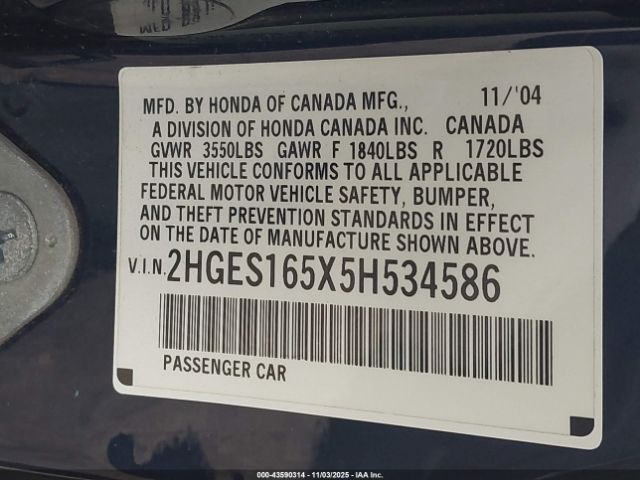 MFD. BY HONDA OF CANADA MFG., 11/'04
A DIVISION OF HONDA CANADA INC. CANADA
GVWR 3550LBS GAWR F 1840LBS R 1720LBS
THIS VEHICLE CONFORMS TO ALL APPLICABLE
FEDERAL MOTOR VEHICLE SAFETY, BUMPER,
AND THEFT PREVENTION STANDARDS IN EFFECT
ON THE DATE OF MANUFACTURE SHOWN ABOVE.
V.I.N. 2HGES165X5H534586
PASSENGER CAR
000-43590314 - 11/03/2025 - IAA Inc.